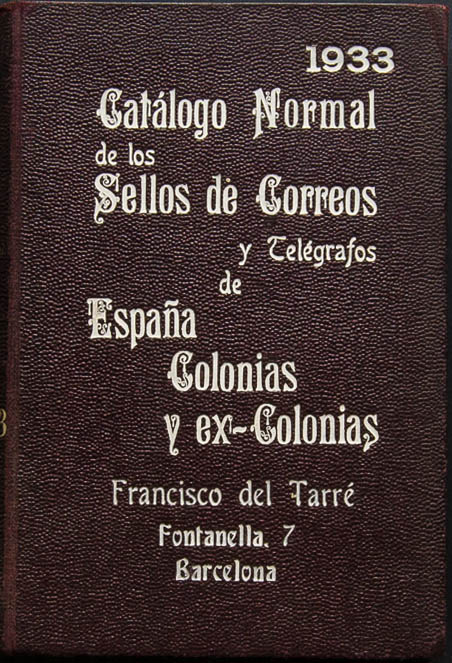 1933
Catálogo Normal
de los
Sellos de Correos
y Telégrafos
de
España
Colonias
y ex-Colonias
Francisco del Tarré
Fontanella, 7
Barcelona
3